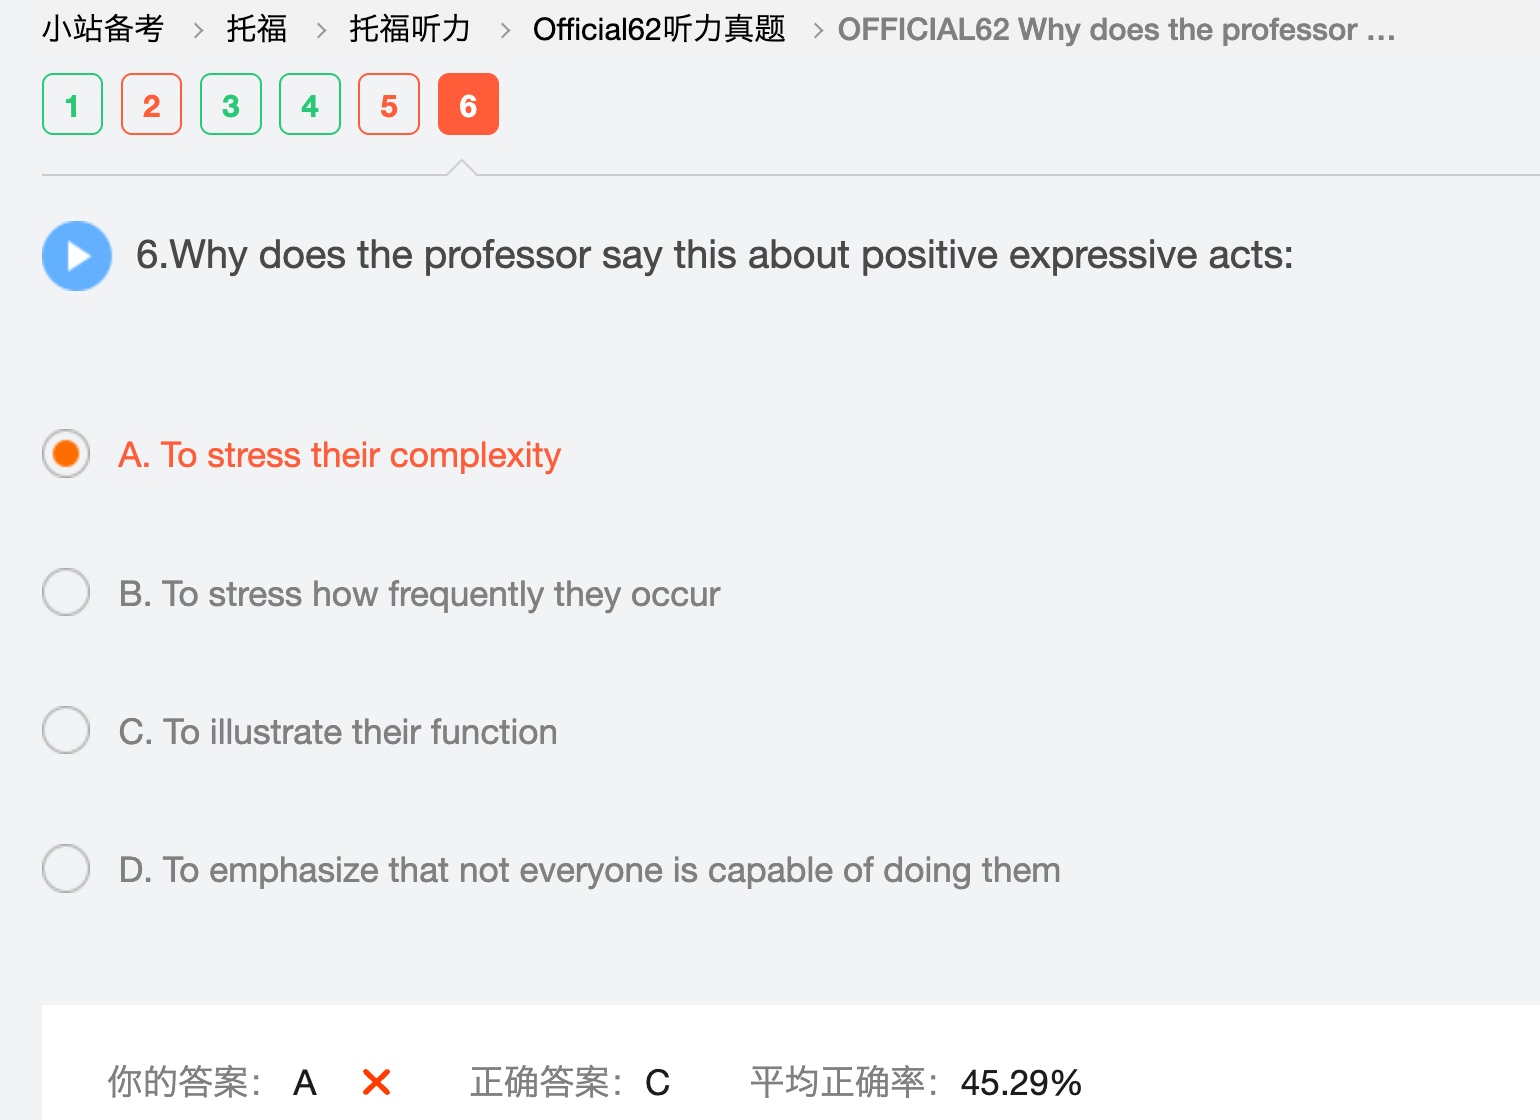 小站备考 > 托福 > 托福听力 > Official62听力真题 > OFFICIAL62 Why does the professor ...
1 2 3 4 5 6
6.Why does the professor say this about positive expressive acts:
A. To stress their complexity
B. To stress how frequently they occur
C. To illustrate their function
D. To emphasize that not everyone is capable of doing them
你的答案： A 正确答案： C 平均正确率： 45.29%